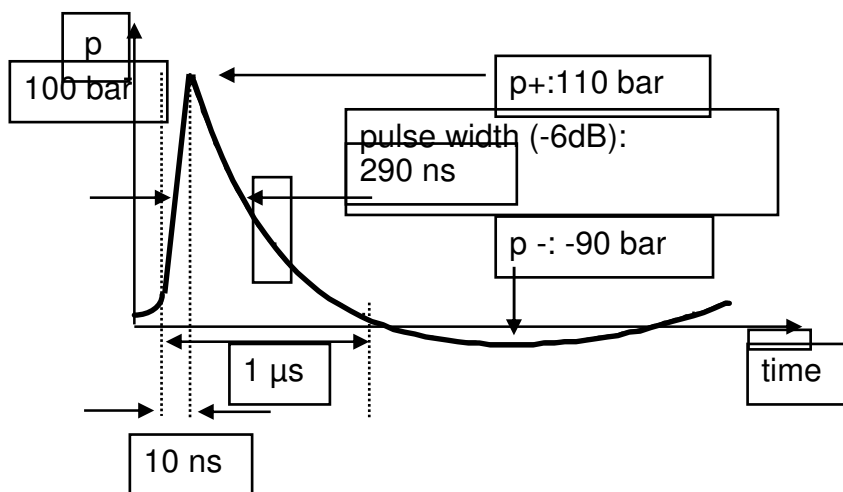 p
100 bar
p+:110 bar
pulse width (-6dB):
290 ns
p -: -90 bar
1 µs
time
10 ns